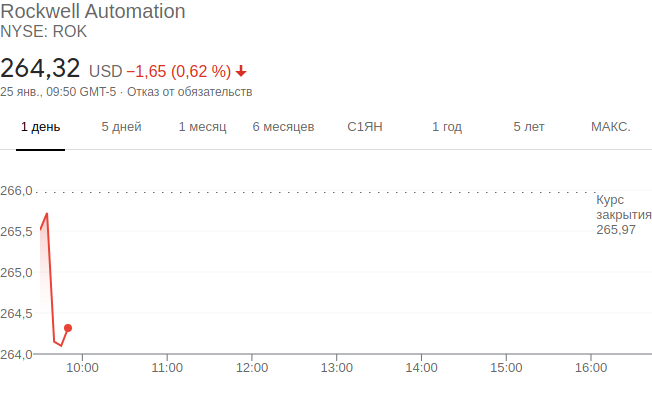 Rockwell Automation
NYSE: ROK
264,32 USD −1,65 (0,62 %)
25 янв., 09:50 GMT-5 · Отказ от обязательств
1 день 5 дней 1 месяц 6 месяцев С1ЯН 1 год 5 лет МАКС.
266,0
Курс
закрытия
265,97
265,5
265,0
264,5
264,0
10:00 11:00 12:00 13:00 14:00 15:00 16:00